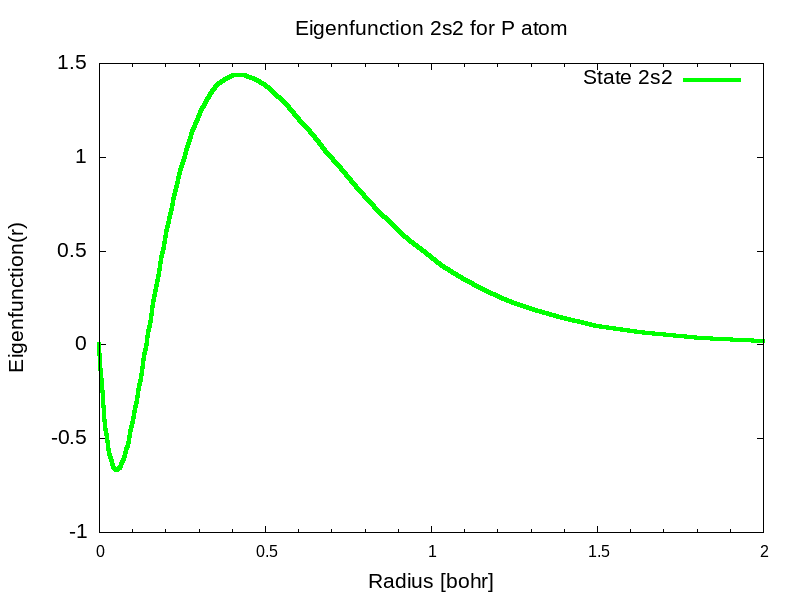 Eigenfunction 2s2 for P atom
State 2s2
1.5
1
0.5
0
-0.5
-1
Eigenfunction(r)
0 0.5 1 1.5 2
Radius [bohr]